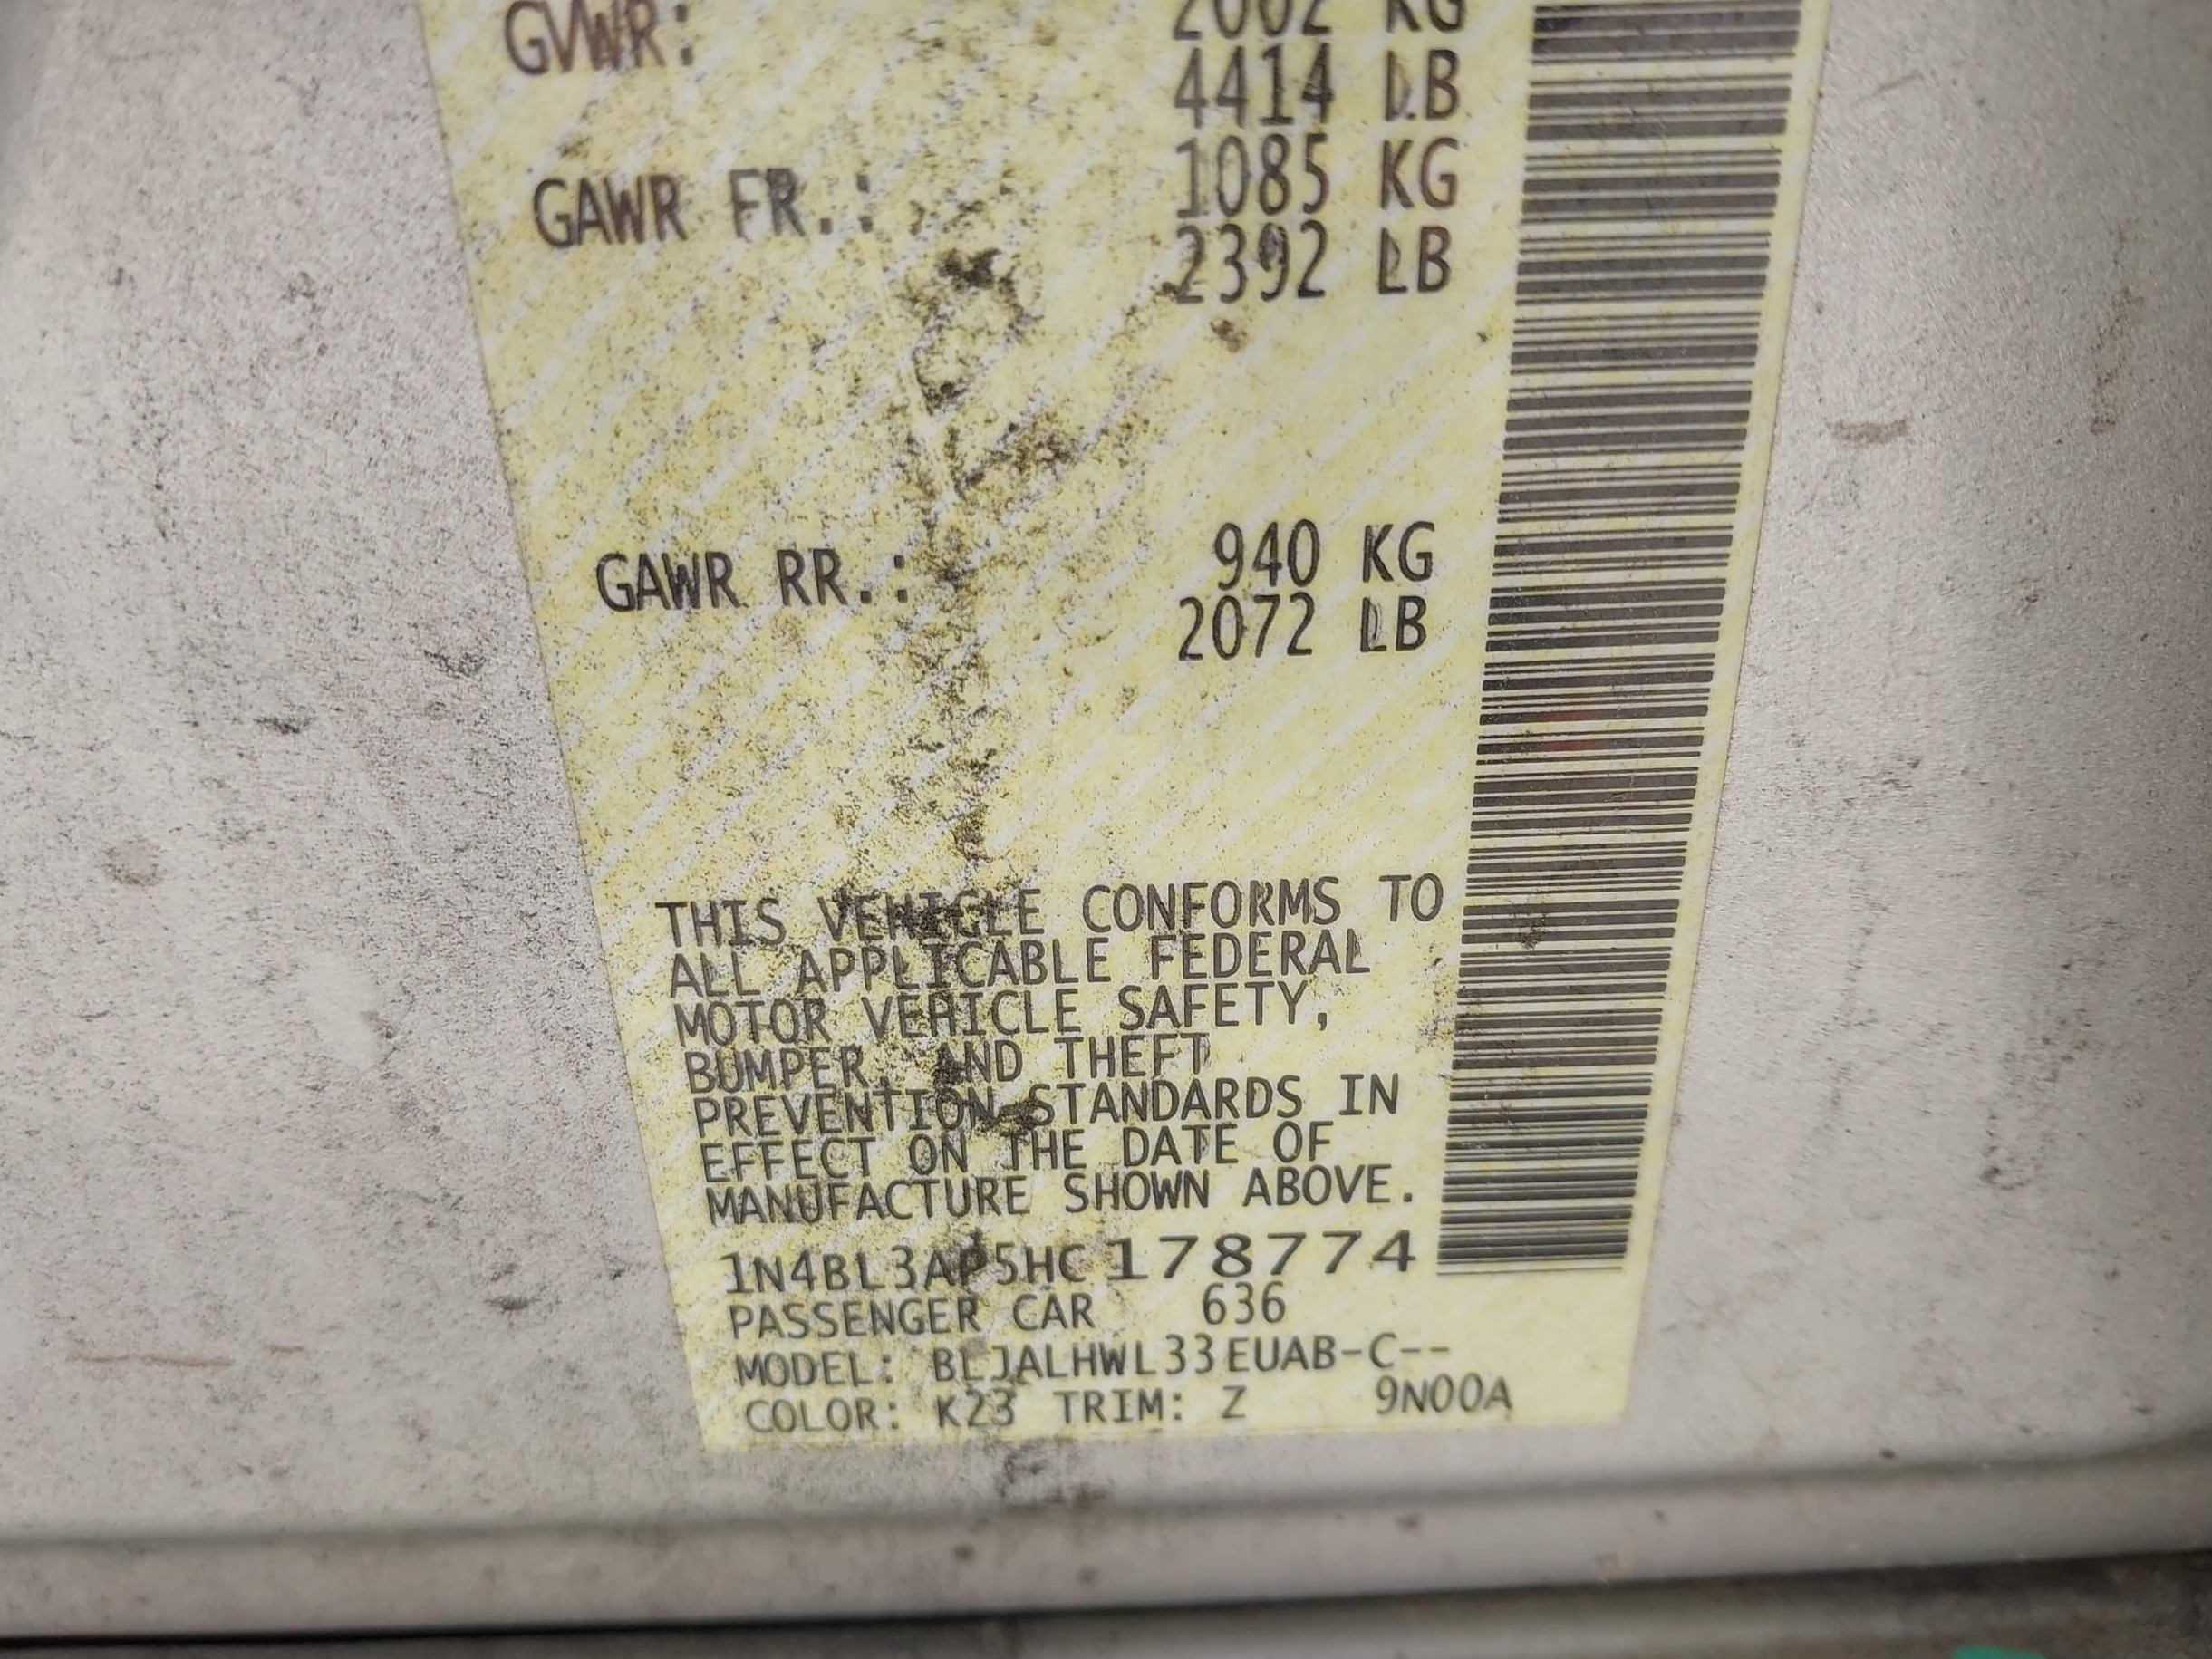 GVWR: 2002 KG
4414 LB
GAWR FR.: 1085 KG
2392 LB
GAWR RR.: 940 KG
2072 LB
THIS VEHICLE CONFORMS TO
ALL APPLICABLE FEDERAL
MOTOR VEHICLE SAFETY,
BUMPER, AND THEFT
PREVENTION STANDARDS IN
EFFECT ON THE DATE OF
MANUFACTURE SHOWN ABOVE.
1N4BL3AP5HC178774
PASSENGER CAR 636
MODEL: BLJALHWL33EUAB-C--
COLOR: K23 TRIM: Z 9N00A